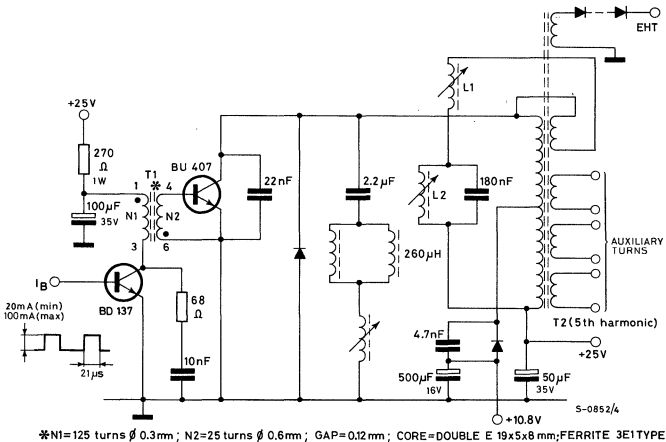 EHT
+25V
L1
270
Ω
1W
T1
BU 407
1
4
N1
N2
3
6
100µF
35V
22nF
2.2µF
L2
180nF
AUXILIARY
TURNS
260µH
IB
20mA(min)
100mA(max)
BD 137
68
Ω
21µs
10nF
4.7nF
T2(5th harmonic)
+25V
500µF
16V
50µF
35V
+10.8V
S-0852/4
*N1=125 turns ø 0.3mm; N2=25 turns ø 0.6mm; GAP=0.12mm; CORE=DOUBLE E 19x5x8mm;FERRITE 3E1 TYPE